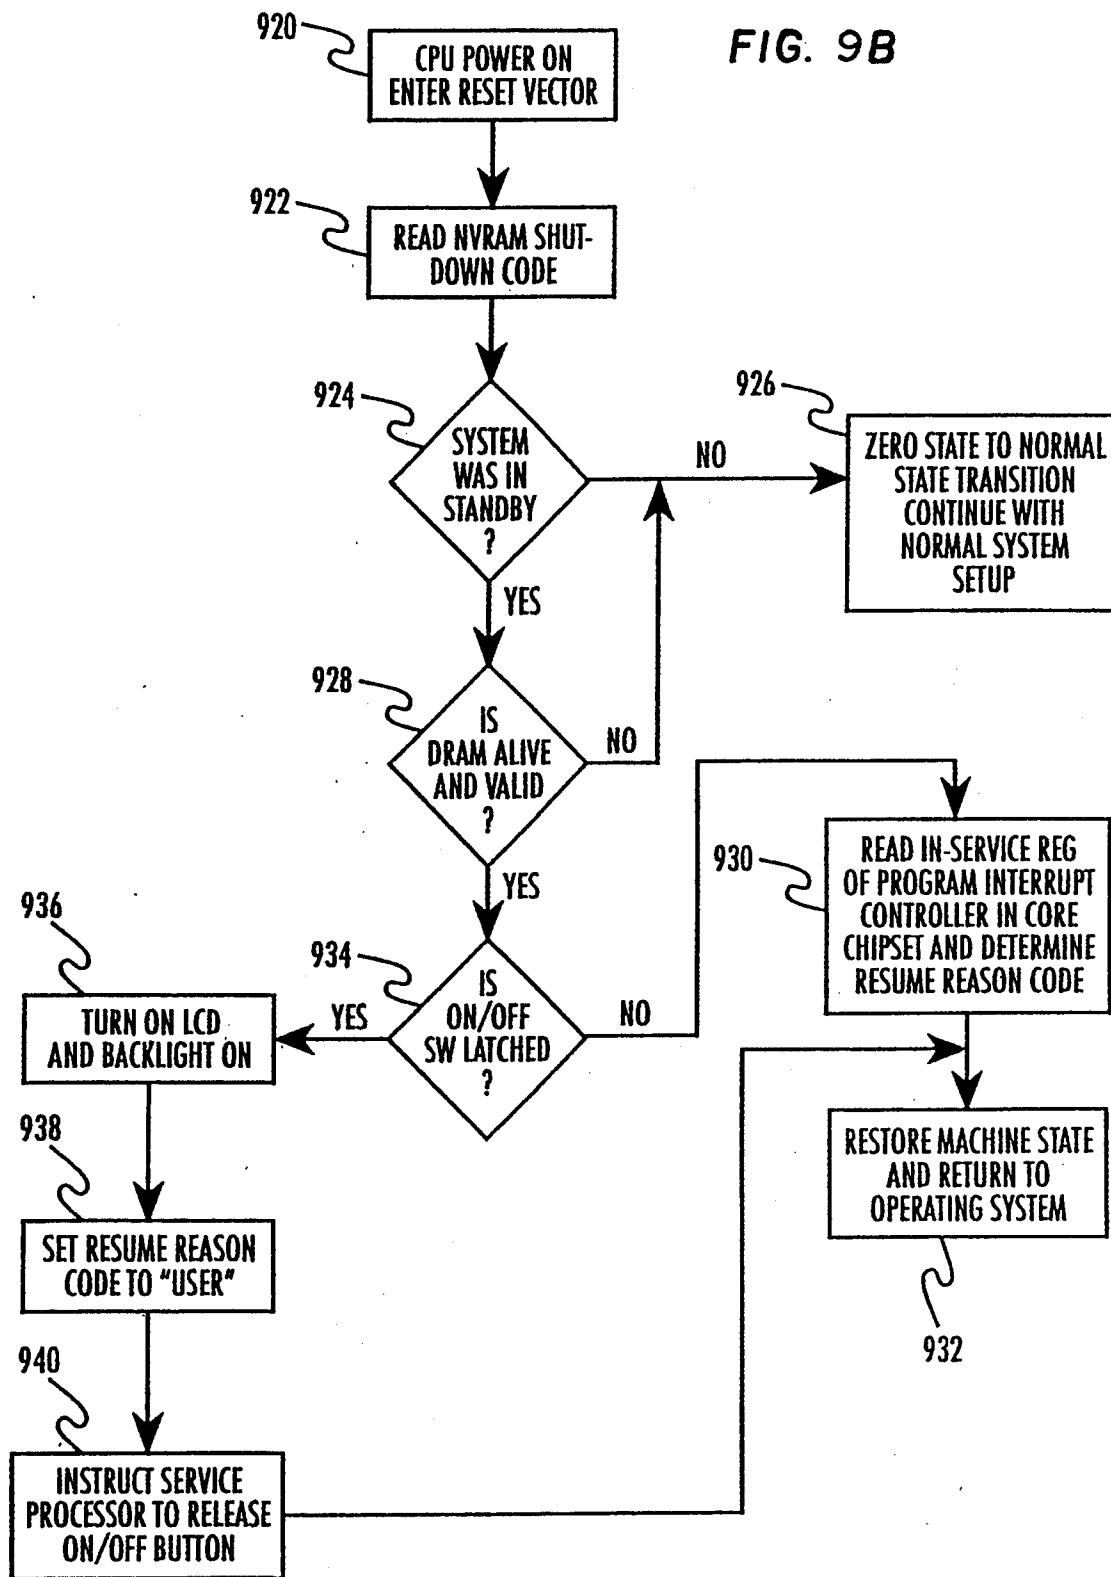 FIG. 9B
920
CPU POWER ON
ENTER RESET VECTOR
922
READ NVRAM SHUT-
DOWN CODE
924
SYSTEM
WAS IN
STANDBY
?
NO
926
ZERO STATE TO NORMAL
STATE TRANSITION
CONTINUE WITH
NORMAL SYSTEM
SETUP
YES
928
IS
DRAM ALIVE
AND VALID
?
NO
YES
930
READ IN-SERVICE REG
OF PROGRAM INTERRUPT
CONTROLLER IN CORE
CHIPSET AND DETERMINE
RESUME REASON CODE
934
IS
ON/OFF
SW LATCHED
?
NO
YES
936
TURN ON LCD
AND BACKLIGHT ON
938
SET RESUME REASON
CODE TO "USER"
RESTORE MACHINE STATE
AND RETURN TO
OPERATING SYSTEM
932
940
INSTRUCT SERVICE
PROCESSOR TO RELEASE
ON/OFF BUTTON